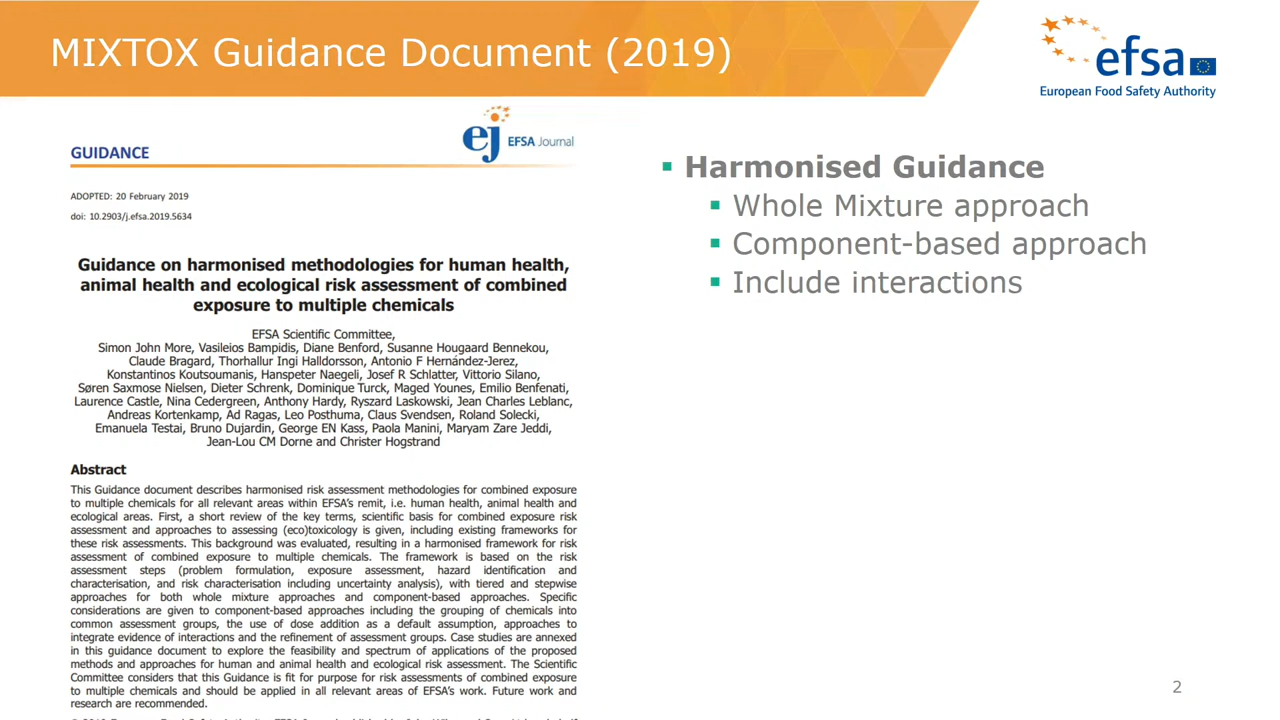 MIXTOX Guidance Document (2019)
efsa
European Food Safety Authority
GUIDANCE
ej EFSA Journal
ADOPTED: 20 February 2019
doi: 10.2903/j.efsa.2019.5634
Guidance on harmonised methodologies for human health,
animal health and ecological risk assessment of combined
exposure to multiple chemicals
EFSA Scientific Committee,
Simon John More, Vasileios Bampidis, Diane Benford, Susanne Hougaard Bennekou,
Claude Bragard, Thorhallur Ingi Halldorsson, Antonio F Hernández-Jerez,
Konstantinos Koutsoumanis, Hanspeter Naegeli, Josef R Schlatter, Vittorio Silano,
Søren Saxmose Nielsen, Dieter Schrenk, Dominique Turck, Maged Younes, Emilio Benfenati,
Laurence Castle, Nina Cedergreen, Anthony Hardy, Ryszard Laskowski, Jean Charles Leblanc,
Andreas Kortenkamp, Ad Ragas, Leo Posthuma, Claus Svendsen, Roland Solecki,
Emanuela Testai, Bruno Dujardin, George EN Kass, Paola Manini, Maryam Zare Jeddi,
Jean-Lou CM Dorne and Christer Hogstrand
Abstract
This Guidance document describes harmonised risk assessment methodologies for combined exposure
to multiple chemicals for all relevant areas within EFSA's remit, i.e. human health, animal health and
ecological areas. First, a short review of the key terms, scientific basis for combined exposure risk
assessment and approaches to assessing (eco)toxicology is given, including existing frameworks for
these risk assessments. This background was evaluated, resulting in a harmonised framework for risk
assessment of combined exposure to multiple chemicals. The framework is based on the risk
assessment steps (problem formulation, exposure assessment, hazard identification and
characterisation, and risk characterisation including uncertainty analysis), with tiered and stepwise
approaches for both whole mixture approaches and component-based approaches. Specific
considerations are given to component-based approaches including the grouping of chemicals into
common assessment groups, the use of dose addition as a default assumption, approaches to
integrate evidence of interactions and the refinement of assessment groups. Case studies are annexed
in this guidance document to explore the feasibility and spectrum of applications of the proposed
methods and approaches for human and animal health and ecological risk assessment. The Scientific
Committee considers that this Guidance is fit for purpose for risk assessments of combined exposure
to multiple chemicals and should be applied in all relevant areas of EFSA's work. Future work and
research are recommended.
▪ Harmonised Guidance
▪ Whole Mixture approach
▪ Component-based approach
▪ Include interactions
2